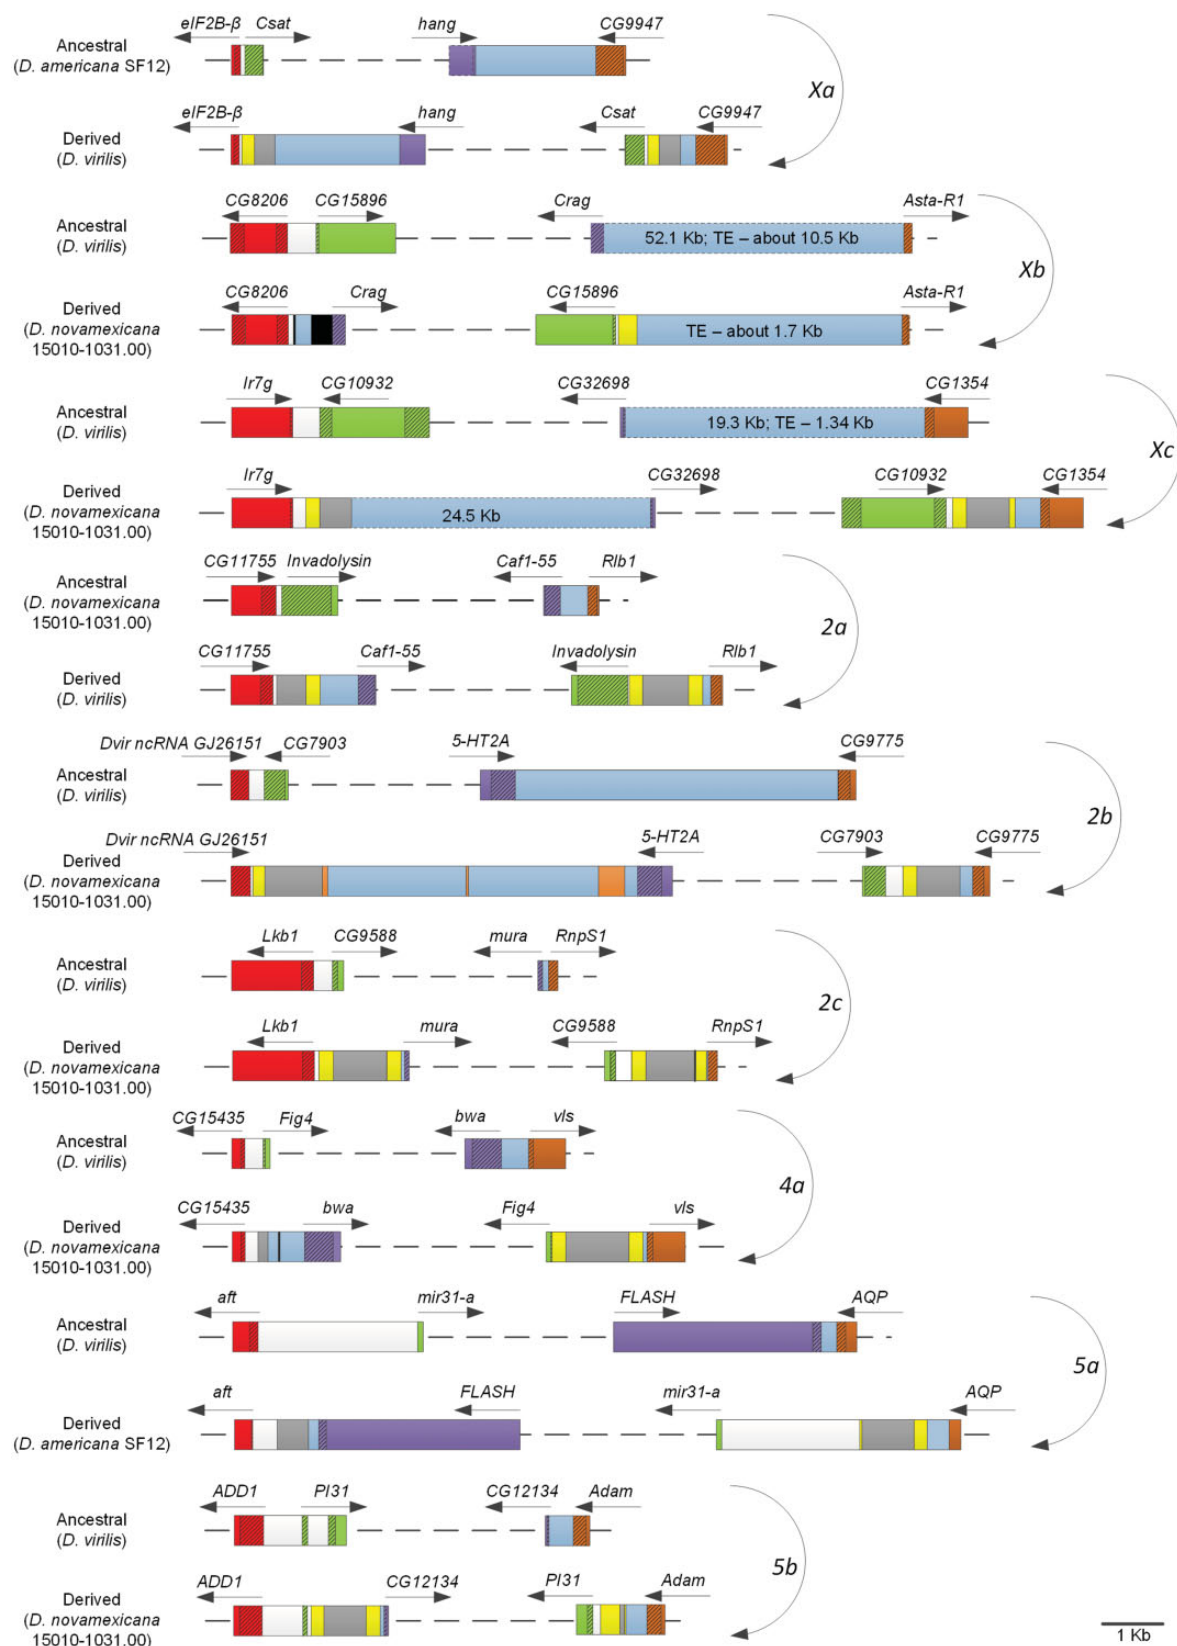 eIF2B-β Csat hang CG9947
Ancestral
(D. americana SF12)
Xa
eIF2B-β hang Csat CG9947
Derived
(D. virilis)
CG8206 CG15896 Crag Asta-R1
Ancestral
(D. virilis)
52.1 Kb; TE – about 10.5 Kb
Xb
CG8206 Crag CG15896 Asta-R1
Derived
(D. novamexicana
15010-1031.00)
TE – about 1.7 Kb
Ir7g CG10932 CG32698 CG1354
Ancestral
(D. virilis)
19.3 Kb; TE – 1.34 Kb
Xc
Ir7g CG32698 CG10932 CG1354
Derived
(D. novamexicana
15010-1031.00)
24.5 Kb
CG11755 Invadolysin Caf1-55 Rlb1
Ancestral
(D. novamexicana
15010-1031.00)
2a
CG11755 Caf1-55 Invadolysin Rlb1
Derived
(D. virilis)
Dvir ncRNA GJ26151 CG7903 5-HT2A CG9775
Ancestral
(D. virilis)
2b
Dvir ncRNA GJ26151 5-HT2A CG7903 CG9775
Derived
(D. novamexicana
15010-1031.00)
Lkb1 CG9588 mura RnpS1
Ancestral
(D. virilis)
2c
Lkb1 mura CG9588 RnpS1
Derived
(D. novamexicana
15010-1031.00)
CG15435 Fig4 bwa vls
Ancestral
(D. virilis)
4a
CG15435 bwa Fig4 vls
Derived
(D. novamexicana
15010-1031.00)
aft mir31-a FLASH AQP
Ancestral
(D. virilis)
5a
aft FLASH mir31-a AQP
Derived
(D. americana SF12)
ADD1 PI31 CG12134 Adam
Ancestral
(D. virilis)
5b
ADD1 CG12134 PI31 Adam
Derived
(D. novamexicana
15010-1031.00)
1 Kb